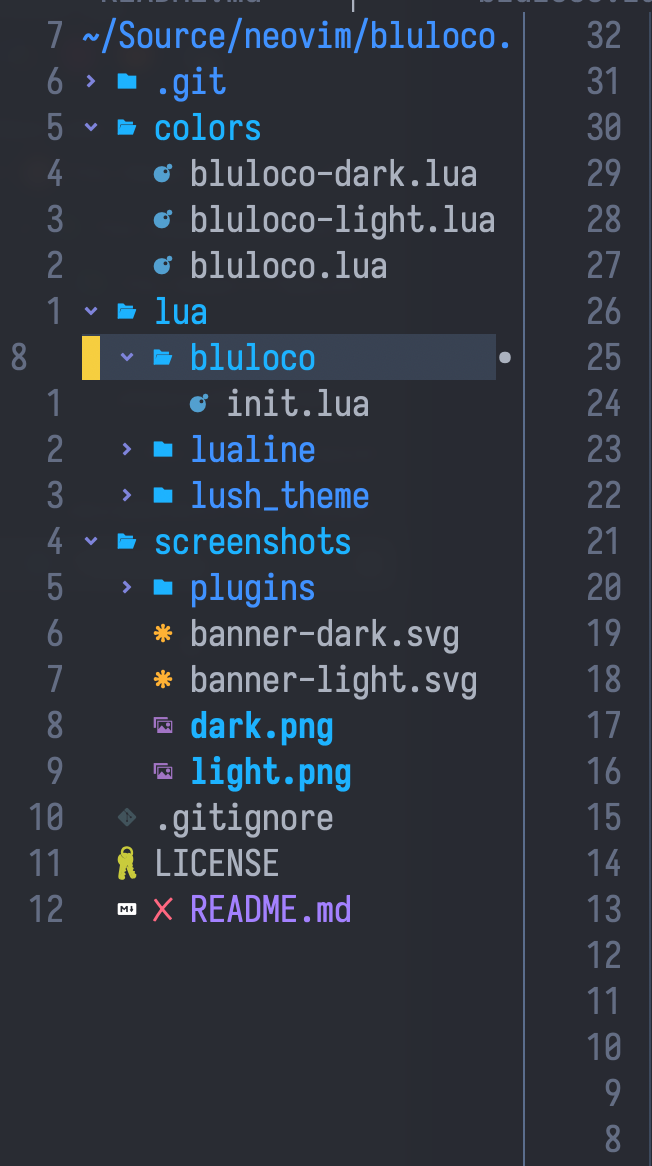 7 ~/Source/neovim/bluloco. 32
6 .git 31
5 colors 30
4 bluloco-dark.lua 29
3 bluloco-light.lua 28
2 bluloco.lua 27
1 lua 26
8 bluloco 25
1 init.lua 24
2 lualine 23
3 lush_theme 22
4 screenshots 21
5 plugins 20
6 banner-dark.svg 19
7 banner-light.svg 18
8 dark.png 17
9 light.png 16
10 .gitignore 15
11 LICENSE 14
12 README.md 13
12
11
10
9
8